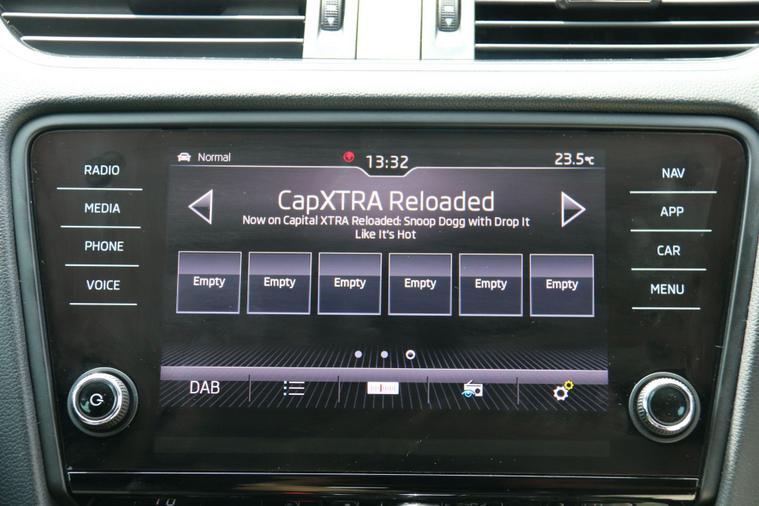 Normal
13:32
23.5°C
RADIO
MEDIA
PHONE
VOICE
CapXTRA Reloaded
Now on Capital XTRA Reloaded: Snoop Dogg with Drop It
Like It's Hot
Empty Empty Empty Empty Empty Empty
DAB
NAV
APP
CAR
MENU